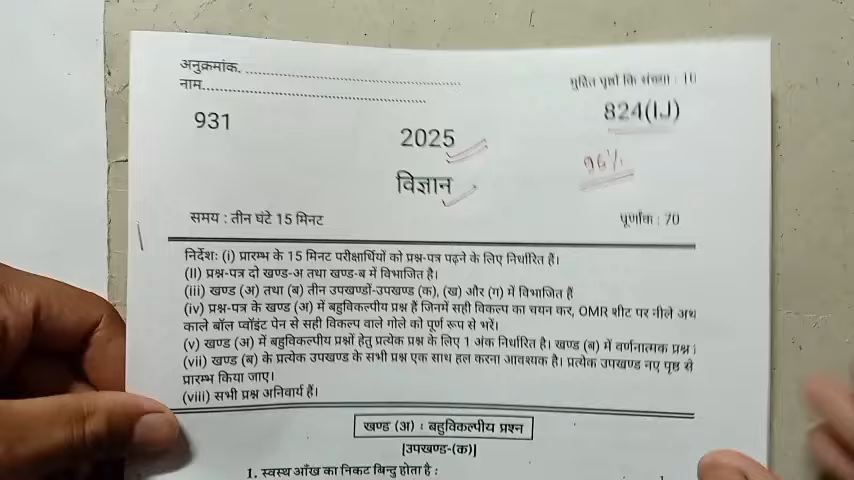 अनुक्रमांक. ........................................
मुद्रित पृष्ठों कि संख्या : 10
नाम........................................
824(IJ)
931
2025
96%
विज्ञान
समय : तीन घंटे 15 मिनट
पूर्णांक : 70
निर्देशः (i) प्रारम्भ के 15 मिनट परीक्षार्थियों को प्रश्न-पत्र पढ़ने के लिए निर्धारित हैं।
(II) प्रश्न-पत्र दो खण्ड-अ तथा खण्ड-ब में विभाजित है।
(iii) खण्ड (अ) तथा (ब) तीन उपखण्डों-उपखण्ड (क), (ख) और (ग) में विभाजित हैं
(iv) प्रश्न-पत्र के खण्ड (अ) में बहुविकल्पीय प्रश्न हैं जिनमें सही विकल्प का चयन कर, OMR शीट पर नीले अथ
काले बॉल प्वॉइंट पेन से सही विकल्प वाले गोले को पूर्ण रूप से भरें।
(v) खण्ड (अ) में बहुविकल्पीय प्रश्नों हेतु प्रत्येक प्रश्न के लिए 1 अंक निर्धारित है। खण्ड (ब) में वर्णनात्मक प्रश्न
(vii) खण्ड (ब) के प्रत्येक उपखण्ड के सभी प्रश्न एक साथ हल करना आवश्यक है। प्रत्येक उपखण्ड नए पृष्ठ से
प्रारम्भ किया जाए।
(viii) सभी प्रश्न अनिवार्य हैं।
खण्ड (अ) : बहुविकल्पीय प्रश्न
[उपखण्ड-(क)]
1. स्वस्थ आँख का निकट बिन्दु होता है :